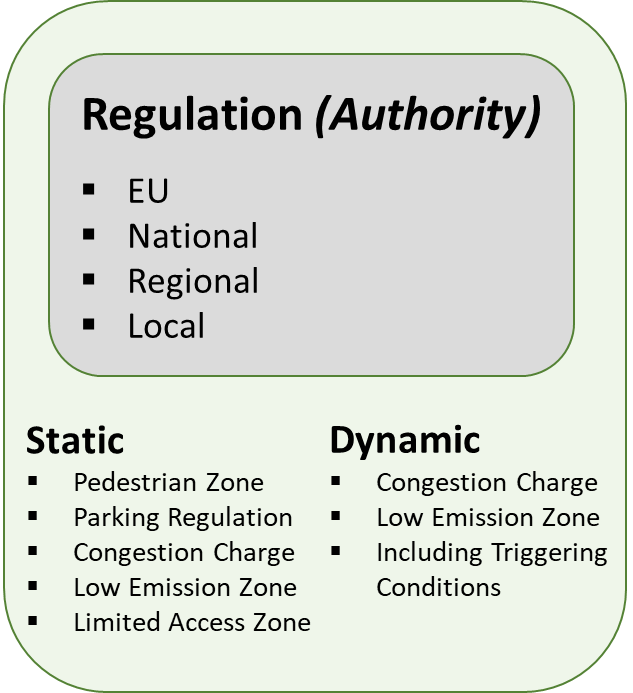 Regulation (Authority)
▪ EU
▪ National
▪ Regional
▪ Local
Static
▪ Pedestrian Zone
▪ Parking Regulation
▪ Congestion Charge
▪ Low Emission Zone
▪ Limited Access Zone
Dynamic
▪ Congestion Charge
▪ Low Emission Zone
▪ Including Triggering
Conditions